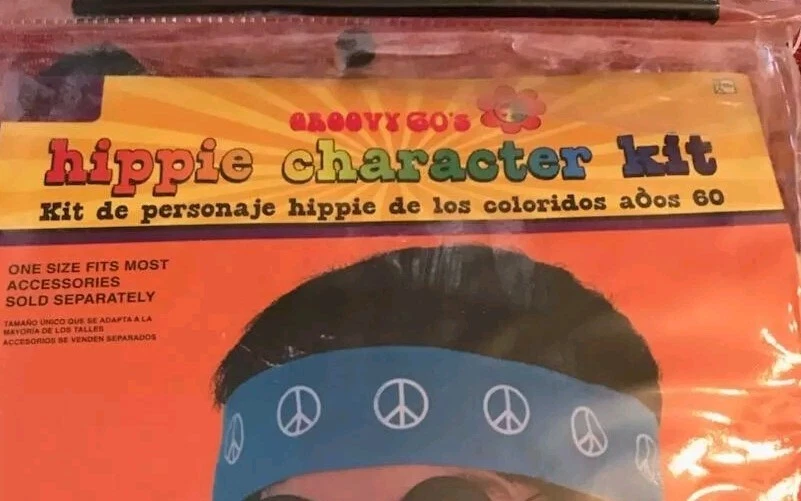 GROOVY 60's
hippie character kit
Kit de personaje hippie de los coloridos aðos 60
ONE SIZE FITS MOST
ACCESSORIES
SOLD SEPARATELY
TAMAÑO ÚNICO QUE SE ADAPTA A LA
MAYORÍA DE LOS TALLES
ACCESORIOS SE VENDEN SEPARADOS